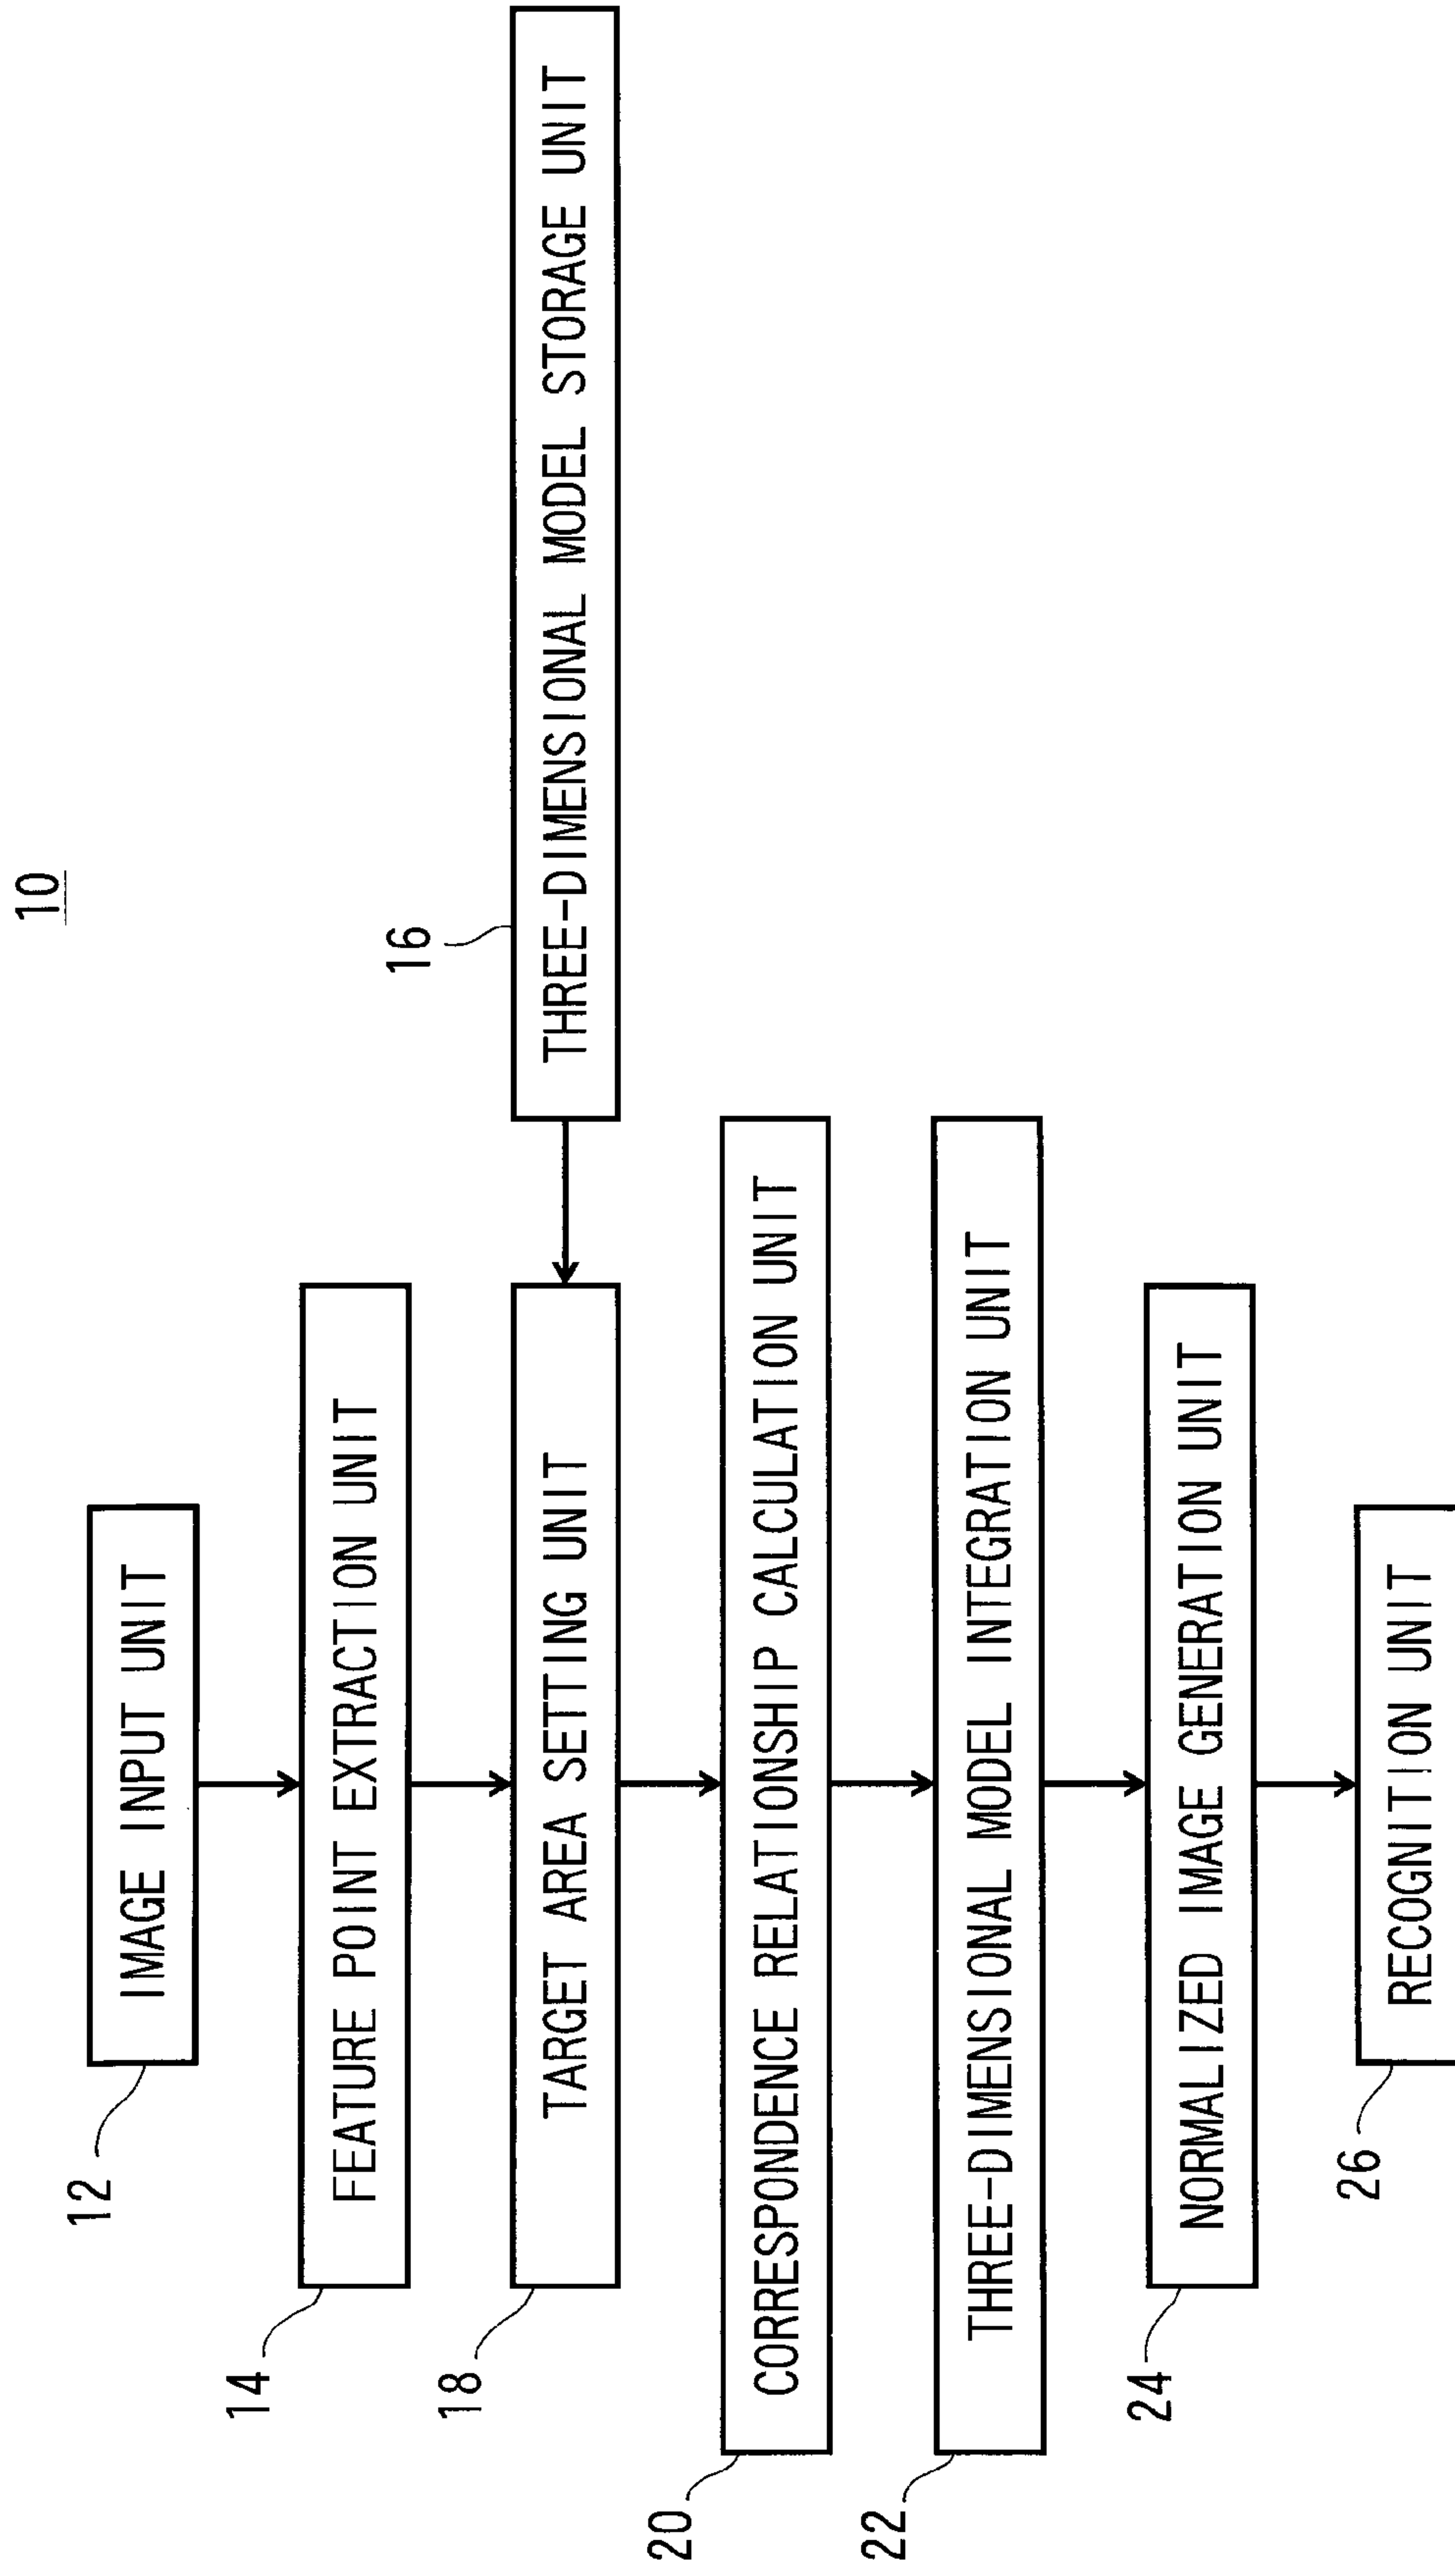 10
12
IMAGE INPUT UNIT
14
FEATURE POINT EXTRACTION UNIT
16
THREE-DIMENSIONAL MODEL STORAGE UNIT
18
TARGET AREA SETTING UNIT
20
CORRESPONDENCE RELATIONSHIP CALCULATION UNIT
22
THREE-DIMENSIONAL MODEL INTEGRATION UNIT
24
NORMALIZED IMAGE GENERATION UNIT
26
RECOGNITION UNIT